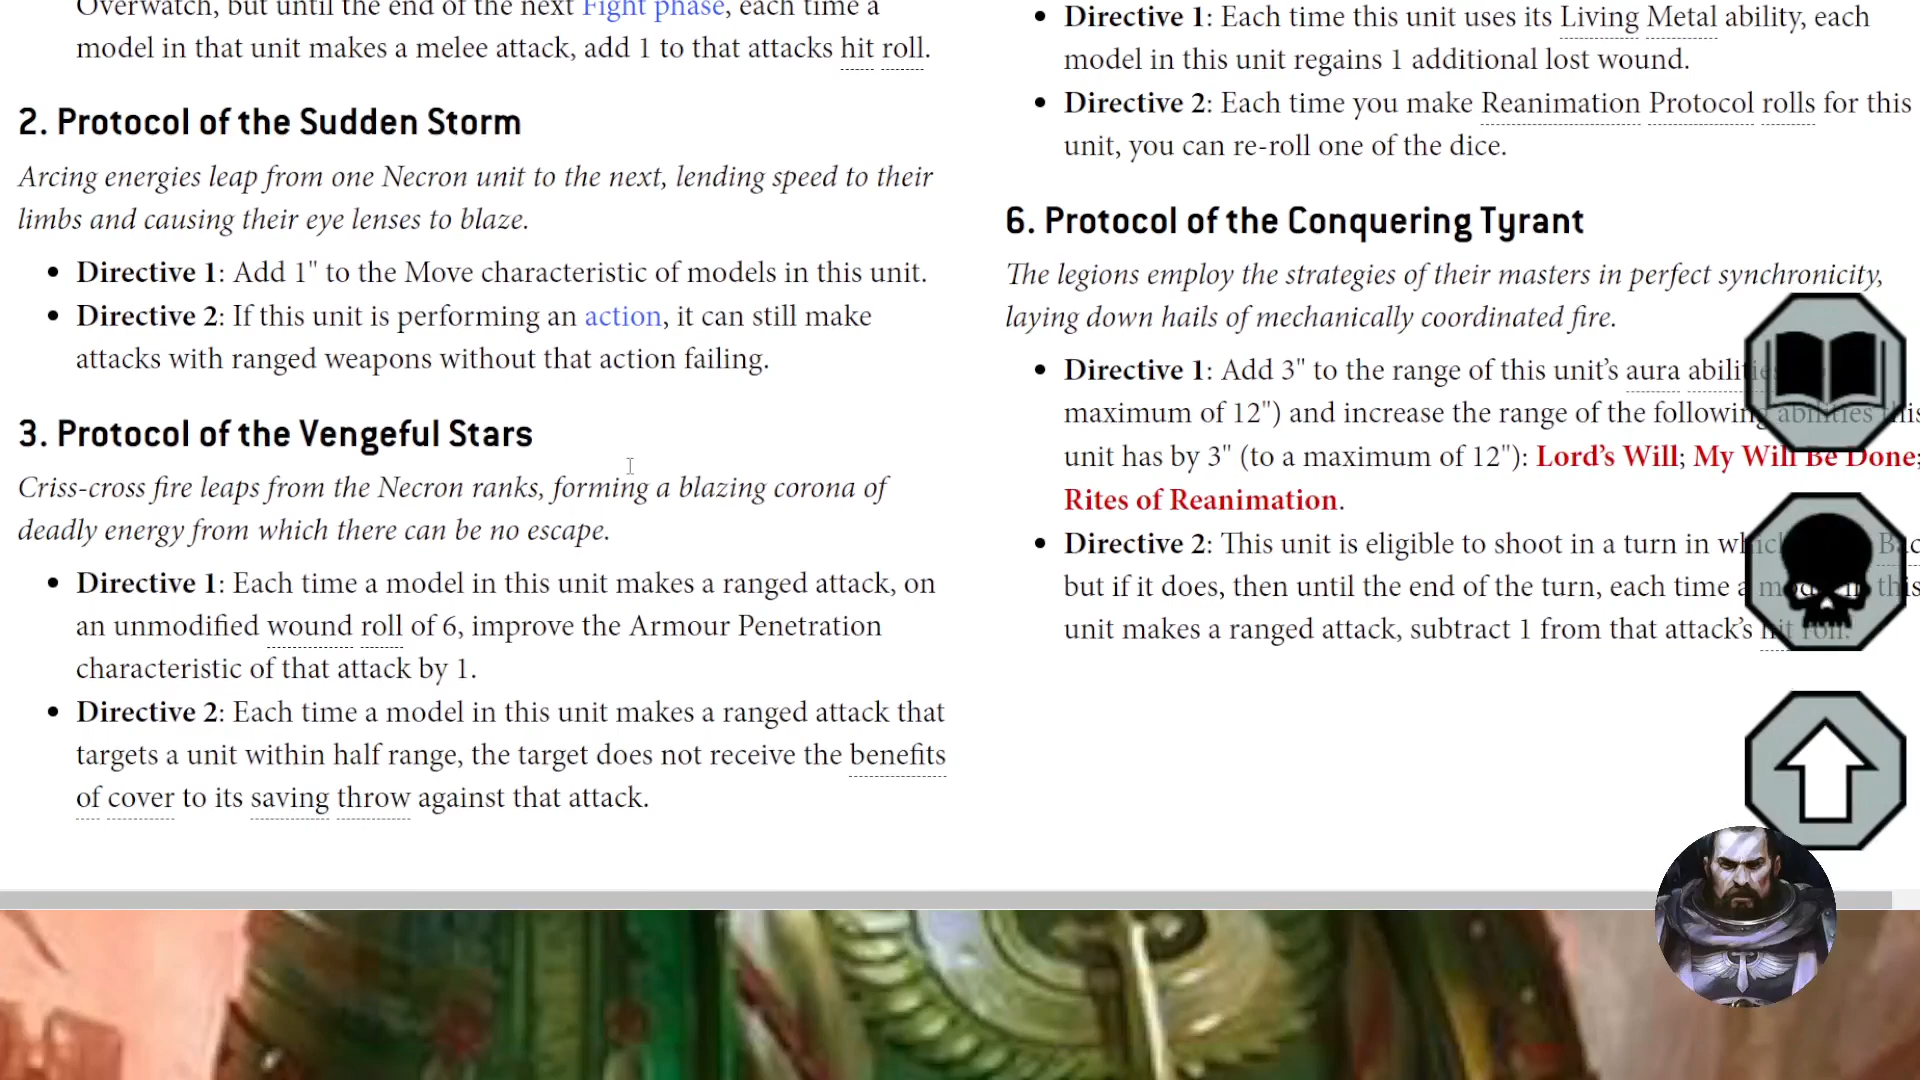 Overwatch, but until the end of the next Fight phase, each time a
model in that unit makes a melee attack, add 1 to that attacks hit roll.
2. Protocol of the Sudden Storm
Arcing energies leap from one Necron unit to the next, lending speed to their
limbs and causing their eye lenses to blaze.
• Directive 1: Add 1" to the Move characteristic of models in this unit.
• Directive 2: If this unit is performing an action, it can still make
attacks with ranged weapons without that action failing.
3. Protocol of the Vengeful Stars
Criss-cross fire leaps from the Necron ranks, forming a blazing corona of
deadly energy from which there can be no escape.
• Directive 1: Each time a model in this unit makes a ranged attack, on
an unmodified wound roll of 6, improve the Armour Penetration
characteristic of that attack by 1.
• Directive 2: Each time a model in this unit makes a ranged attack that
targets a unit within half range, the target does not receive the benefits
of cover to its saving throw against that attack.
• Directive 1: Each time this unit uses its Living Metal ability, each
model in this unit regains 1 additional lost wound.
• Directive 2: Each time you make Reanimation Protocol rolls for this
unit, you can re-roll one of the dice.
6. Protocol of the Conquering Tyrant
The legions employ the strategies of their masters in perfect synchronicity,
laying down hails of mechanically coordinated fire.
• Directive 1: Add 3" to the range of this unit's aura
maximum of 12") and increase the range of the following abilities this
unit has by 3" (to a maximum of 12"): Lord's Will; My Will Be Done;
Rites of Reanimation.
• Directive 2: This unit is eligible to shoot in a turn in which
but if it does, then until the end of the turn, each time a model in this
unit makes a ranged attack, subtract 1 from that attack's hit roll.